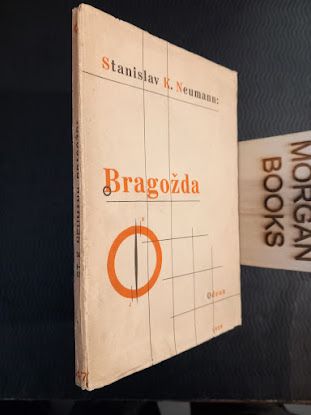 Stanislav K. Neumann:
Bragožda
Odeon
MORGAN
BOOKS